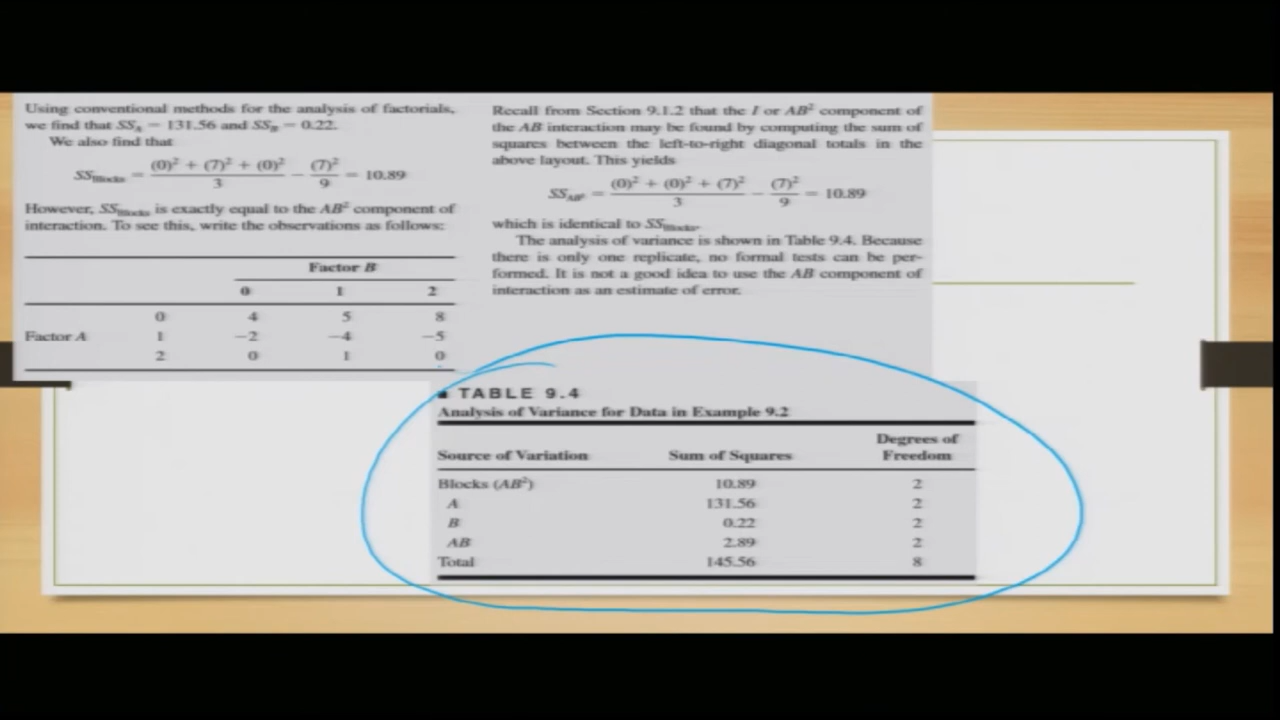 Using conventional methods for the analysis of factorials,
we find that SS_A = 131.56 and SS_B = 0.22.
We also find that
SS_Blocks = ((0)² + (7)² + (0)²)/3 − (7)²/9 = 10.89
However, SS_Blocks is exactly equal to the AB² component of
interaction. To see this, write the observations as follows:
Factor B
0 1 2
0 4 5 8
Factor A 1 −2 −4 −5
2 0 1 0
Recall from Section 9.1.2 that the I or AB² component of
the AB interaction may be found by computing the sum of
squares between the left-to-right diagonal totals in the
above layout. This yields
SS_AB² = ((0)² + (0)² + (7)²)/3 − (7)²/9 = 10.89
which is identical to SS_Blocks.
The analysis of variance is shown in Table 9.4. Because
there is only one replicate, no formal tests can be per-
formed. It is not a good idea to use the AB component of
interaction as an estimate of error.
TABLE 9.4
Analysis of Variance for Data in Example 9.2
Degrees of
Source of Variation Sum of Squares Freedom
Blocks (AB²) 10.89 2
A 131.56 2
B 0.22 2
AB 2.89 2
Total 145.56 8